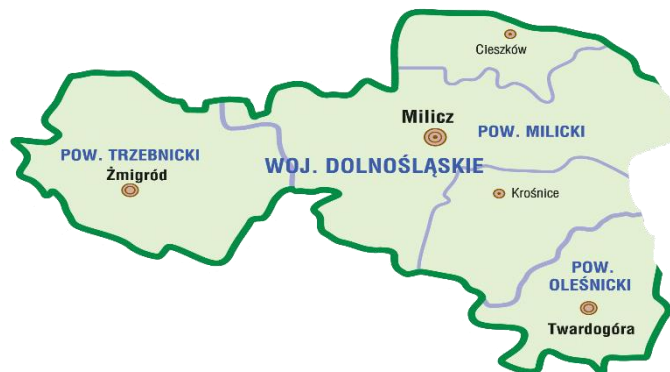 Cieszków
Milicz
POW. MILICKI
POW. TRZEBNICKI
Żmigród
WOJ. DOLNOŚLĄSKIE
Krośnice
POW.
OLEŚNICKI
Twardogóra